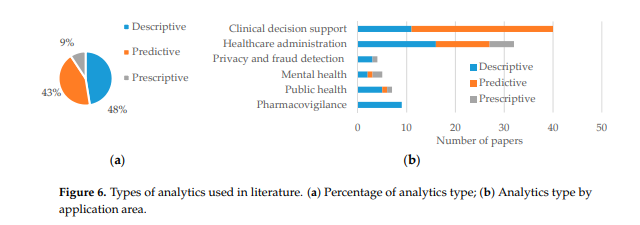 Descriptive
Predictive
Prescriptive
9%
43%
48%
(a)
Clinical decision support
Healthcare administration
Privacy and fraud detection
Mental health
Public health
Pharmacovigilance
Descriptive
Predictive
Prescriptive
0 10 20 30 40 50
Number of papers
(b)
Figure 6. Types of analytics used in literature. (a) Percentage of analytics type; (b) Analytics type by
application area.